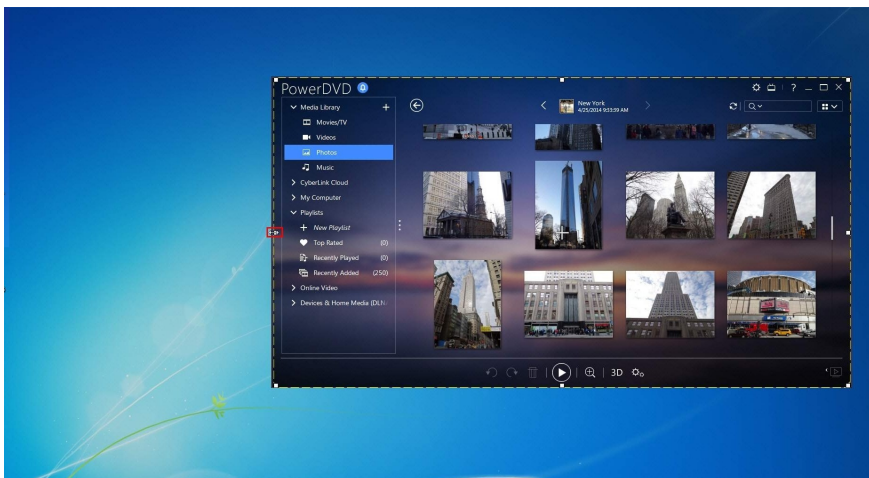 PowerDVD
?
Media Library
Movies/TV
Videos
Photos
Music
CyberLink Cloud
My Computer
Playlists
New Playlist
Top Rated (0)
Recently Played (0)
Recently Added (250)
Online Video
Devices & Home Media (DLN
New York
4/25/2014 9:33:59 AM
3D